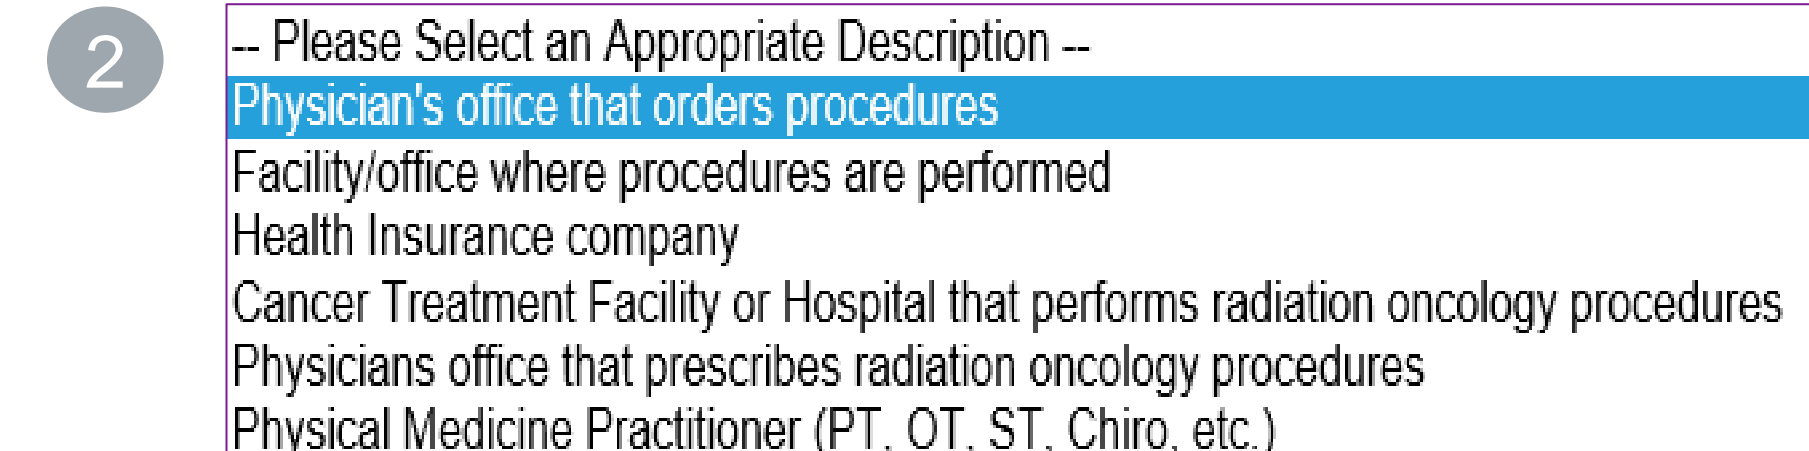 2
-- Please Select an Appropriate Description --
Physician's office that orders procedures
Facility/office where procedures are performed
Health Insurance company
Cancer Treatment Facility or Hospital that performs radiation oncology procedures
Physicians office that prescribes radiation oncology procedures
Physical Medicine Practitioner (PT, OT, ST, Chiro, etc.)